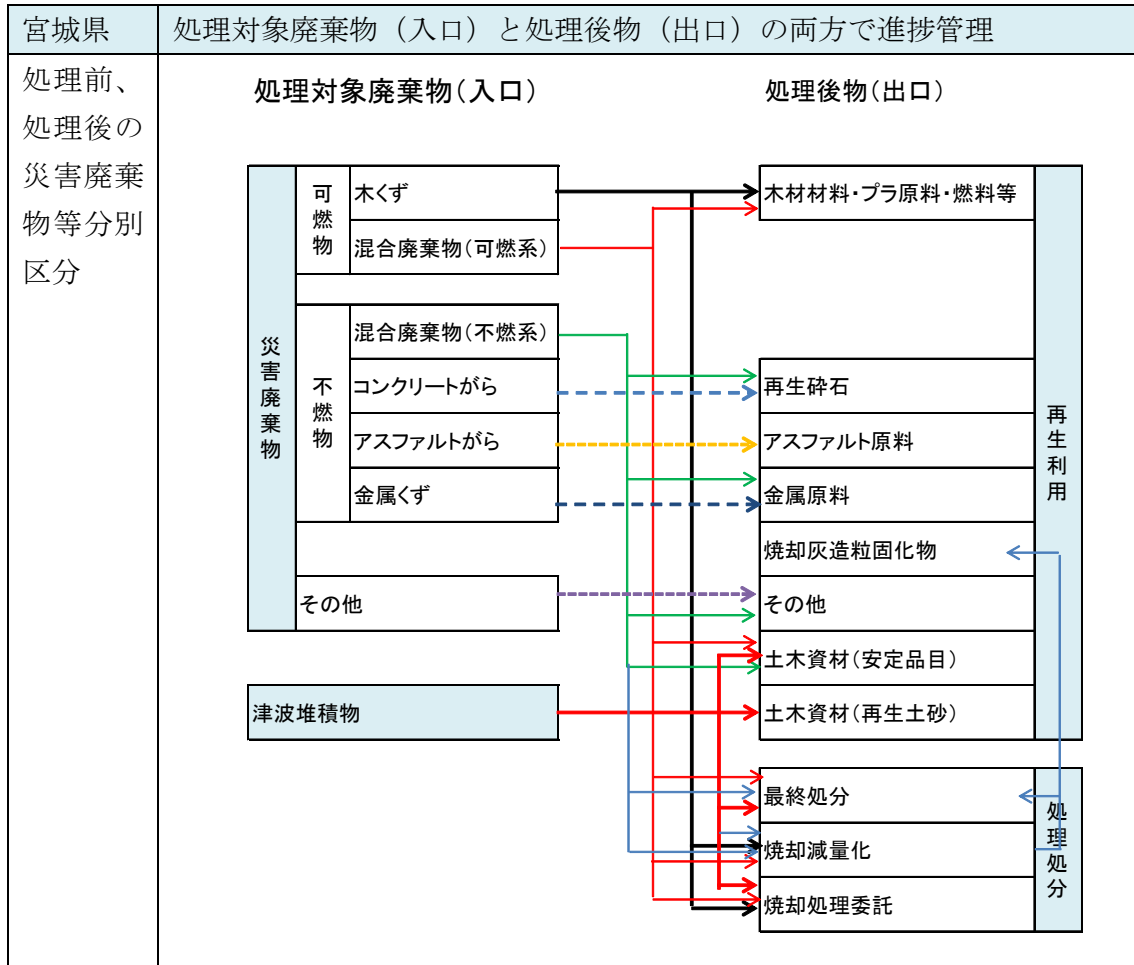 宮城県
処理対象廃棄物（入口）と処理後物（出口）の両方で進捗管理
処理前、
処理後の
災害廃棄
物等分別
区分
処理対象廃棄物(入口)
処理後物(出口)
災害廃棄物
可燃物
木くず
混合廃棄物(可燃系)
不燃物
混合廃棄物(不燃系)
コンクリートがら
アスファルトがら
金属くず
その他
津波堆積物
木材材料・プラ原料・燃料等
再生砕石
アスファルト原料
金属原料
焼却灰造粒固化物
その他
土木資材(安定品目)
土木資材(再生土砂)
再生利用
最終処分
焼却減量化
焼却処理委託
処理処分